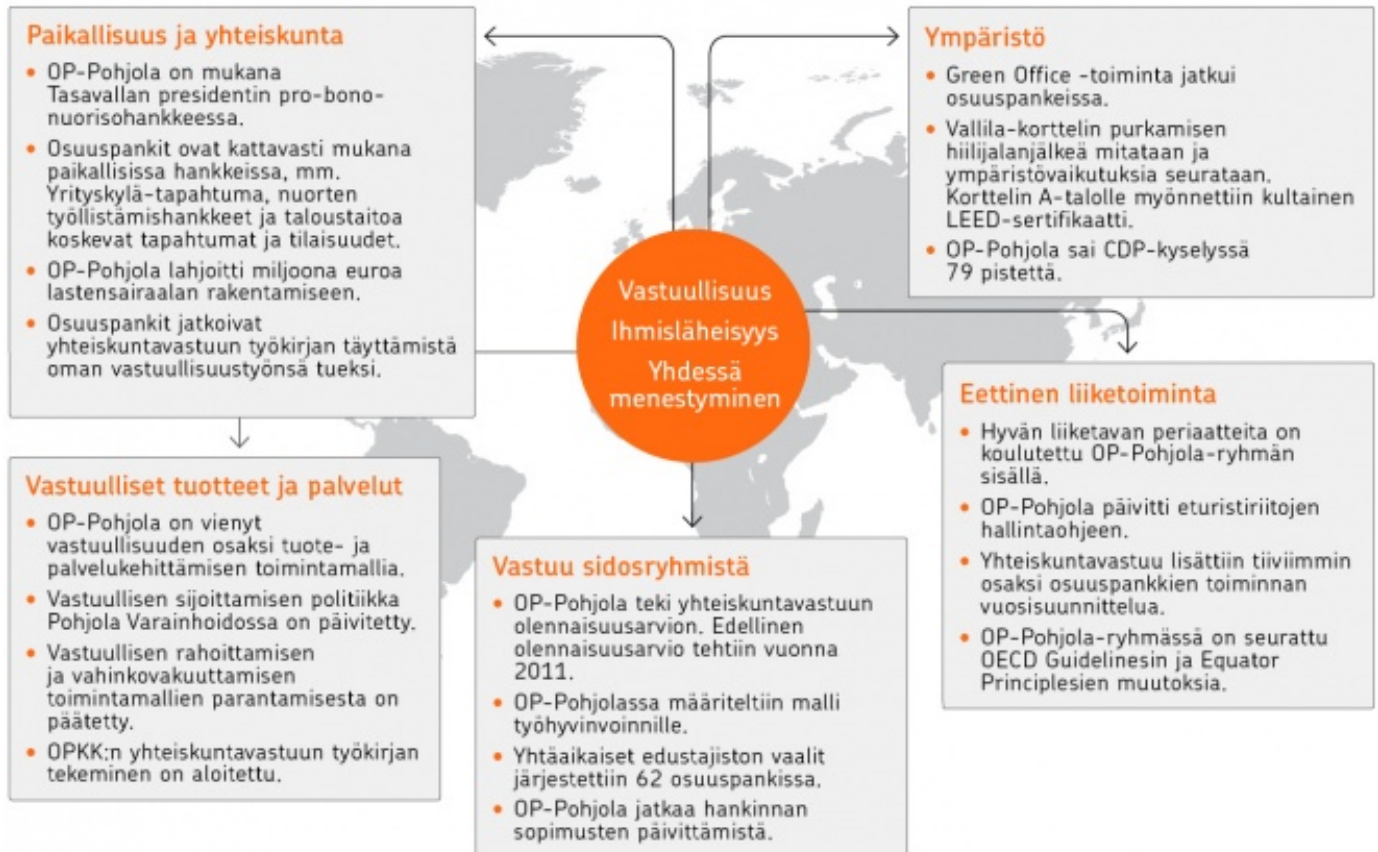 Paikallisuus ja yhteiskunta
• OP-Pohjola on mukana
Tasavallan presidentin pro-bono-
nuorisohankkeessa.
• Osuuspankit ovat kattavasti mukana
paikallisissa hankkeissa, mm.
Yrityskylä-tapahtuma, nuorten
työllistämishankkeet ja taloustaitoa
koskevat tapahtumat ja tilaisuudet.
• OP-Pohjola lahjoitti miljoona euroa
lastensairaalan rakentamiseen.
• Osuuspankit jatkoivat
yhteiskuntavastuun työkirjan täyttämistä
oman vastuullisuustyönsä tueksi.
Ympäristö
• Green Office -toiminta jatkui
osuuspankeissa.
• Vallila-korttelin purkamisen
hiilijalanjälkeä mitataan ja
ympäristövaikutuksia seurataan.
Korttelin A-talolle myönnettiin kultainen
LEED-sertifikaatti.
• OP-Pohjola sai CDP-kyselyssä
79 pistettä.
Vastuullisuus
Ihmisläheisyys
Yhdessä
menestyminen
Eettinen liiketoiminta
• Hyvän liiketavan periaatteita on
koulutettu OP-Pohjola-ryhmän
sisällä.
• OP-Pohjola päivitti eturistiriitojen
hallintaohjeen.
• Yhteiskuntavastuu lisättiin tiiviimmin
osaksi osuuspankkien toiminnan
vuosisuunnittelua.
• OP-Pohjola-ryhmässä on seurattu
OECD Guidelinesin ja Equator
Principlesien muutoksia.
Vastuulliset tuotteet ja palvelut
• OP-Pohjola on vienyt
vastuullisuuden osaksi tuote- ja
palvelukehittämisen toimintamallia.
• Vastuullisen sijoittamisen politiikka
Pohjola Varainhoidossa on päivitetty.
• Vastuullisen rahoittamisen
ja vahinkovakuuttamisen
toimintamallien parantamisesta on
päätetty.
• OPKK:n yhteiskuntavastuun työkirjan
tekeminen on aloitettu.
Vastuu sidosryhmistä
• OP-Pohjola teki yhteiskuntavastuun
olennaisuusarvion. Edellinen
olennaisuusarvio tehtiin vuonna
2011.
• OP-Pohjolassa määriteltiin malli
työhyvinvoinnille.
• Yhtäaikaiset edustajiston vaalit
järjestettiin 62 osuuspankissa.
• OP-Pohjola jatkaa hankinnan
sopimusten päivittämistä.